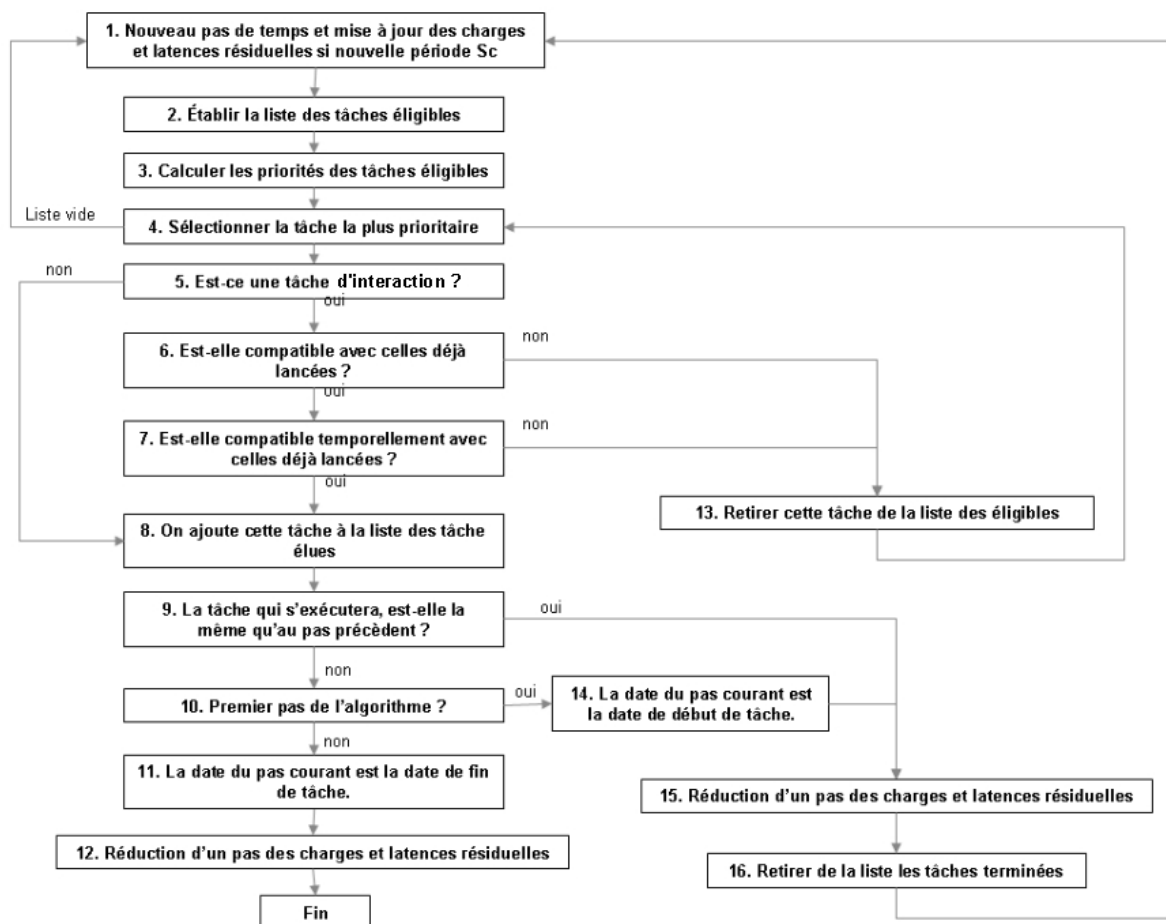 1. Nouveau pas de temps et mise à jour des charges
et latences résiduelles si nouvelle période Sc
2. Établir la liste des tâches éligibles
3. Calculer les priorités des tâches éligibles
Liste vide
4. Sélectionner la tâche la plus prioritaire
non
5. Est-ce une tâche d'interaction ?
oui
6. Est-elle compatible avec celles déjà
lancées ?
non
oui
7. Est-elle compatible temporellement avec
celles déjà lancées ?
non
oui
13. Retirer cette tâche de la liste des éligibles
8. On ajoute cette tâche à la liste des tâche
élues
9. La tâche qui s'exécutera, est-elle la
même qu'au pas précèdent ?
oui
non
10. Premier pas de l'algorithme ?
oui
14. La date du pas courant est
la date de début de tâche.
non
11. La date du pas courant est la date de fin
de tâche.
15. Réduction d'un pas des charges et latences résiduelles
12. Réduction d'un pas des charges et latences résiduelles
16. Retirer de la liste les tâches terminées
Fin